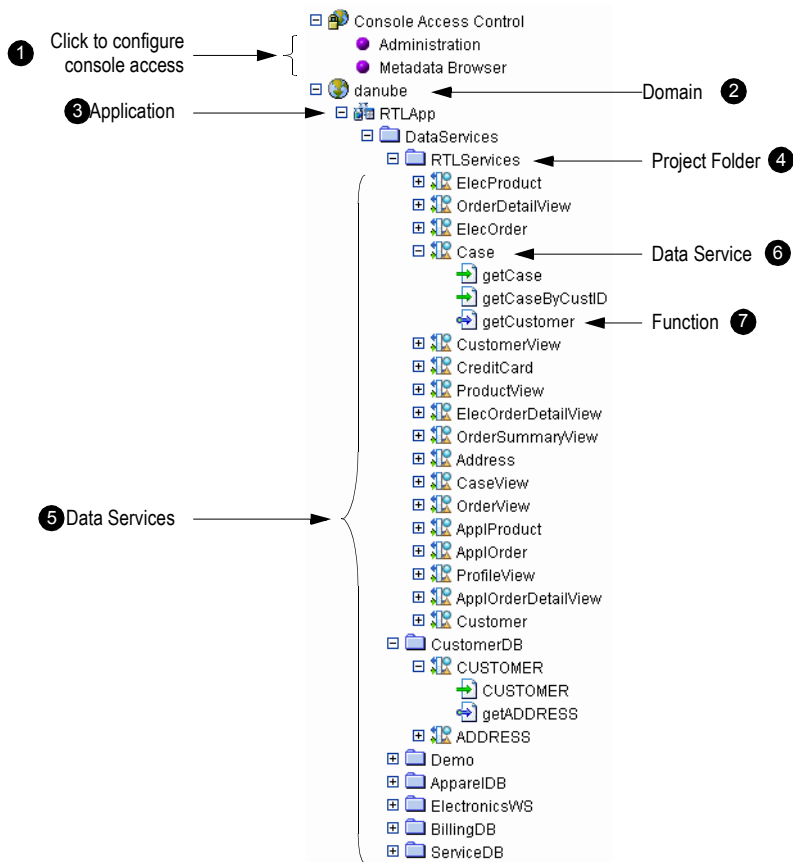 Console Access Control
1 Click to configure
console access
Administration
Metadata Browser
danube
Domain 2
3 Application
RTLApp
DataServices
RTLServices
Project Folder 4
ElecProduct
OrderDetailView
ElecOrder
Case
Data Service 6
getCase
getCaseByCustID
getCustomer
Function 7
CustomerView
CreditCard
ProductView
ElecOrderDetailView
OrderSummaryView
Address
CaseView
OrderView
5 Data Services
ApplProduct
ApplOrder
ProfileView
ApplOrderDetailView
Customer
CustomerDB
CUSTOMER
CUSTOMER
getADDRESS
ADDRESS
Demo
ApparelDB
ElectronicsWS
BillingDB
ServiceDB